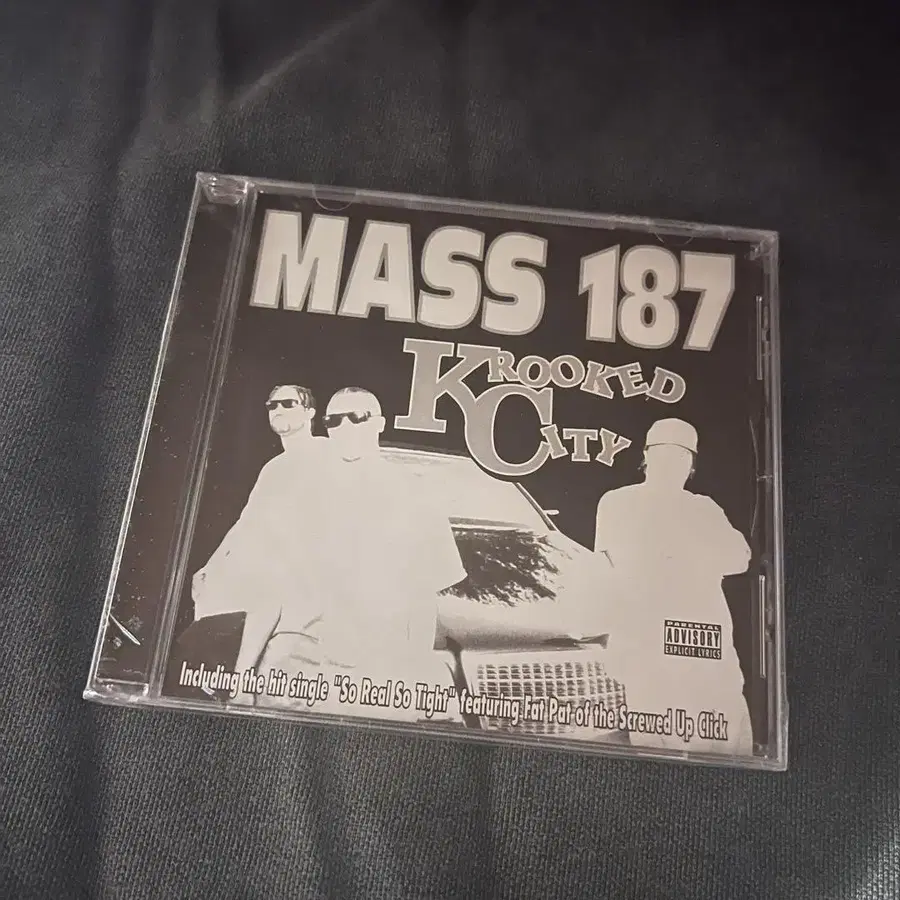 MASS 187
KROOKED
CITY
PARENTAL
ADVISORY
EXPLICIT LYRICS
Including the hit single "So Real So Tight" featuring Fat Pat of the Screwed Up Click